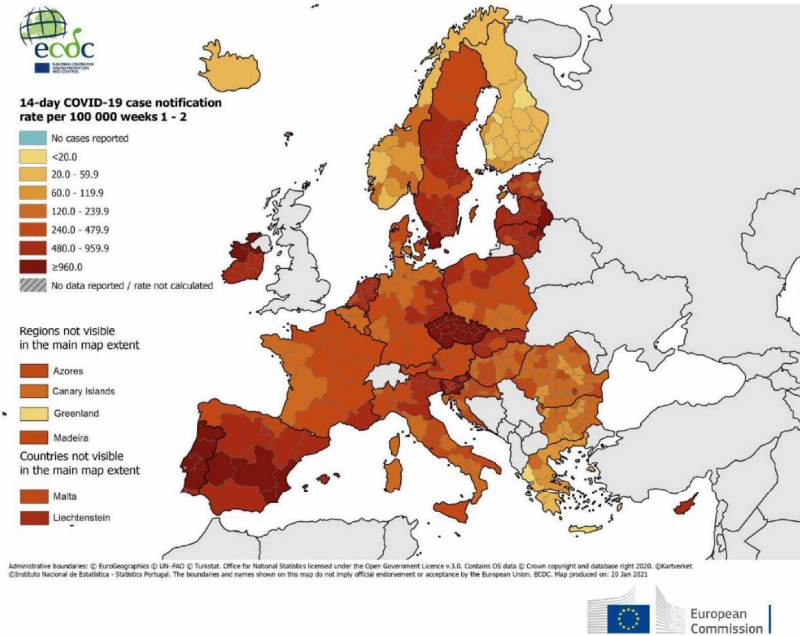 ecdc
EUROPEAN CENTRE FOR
DISEASE PREVENTION
AND CONTROL
14-day COVID-19 case notification
rate per 100 000 weeks 1 - 2
No cases reported
<20.0
20.0 - 59.9
60.0 - 119.9
120.0 - 239.9
240.0 - 479.9
480.0 - 959.9
≥960.0
No data reported / rate not calculated
Regions not visible
in the main map extent
Azores
Canary Islands
Greenland
Madeira
Countries not visible
in the main map extent
Malta
Liechtenstein
Administrative boundaries: © EuroGeographics © UN-FAO © Turkstat. Office for National Statistics licensed under the Open Government Licence v.3.0. Contains OS data © Crown copyright and database right 2020. ©Kartverket
©Instituto Nacional de Estatística - Statistics Portugal. The boundaries and names shown on this map do not imply official endorsement or acceptance by the European Union. ECDC. Map produced on: 20 Jan 2021
European
Commission